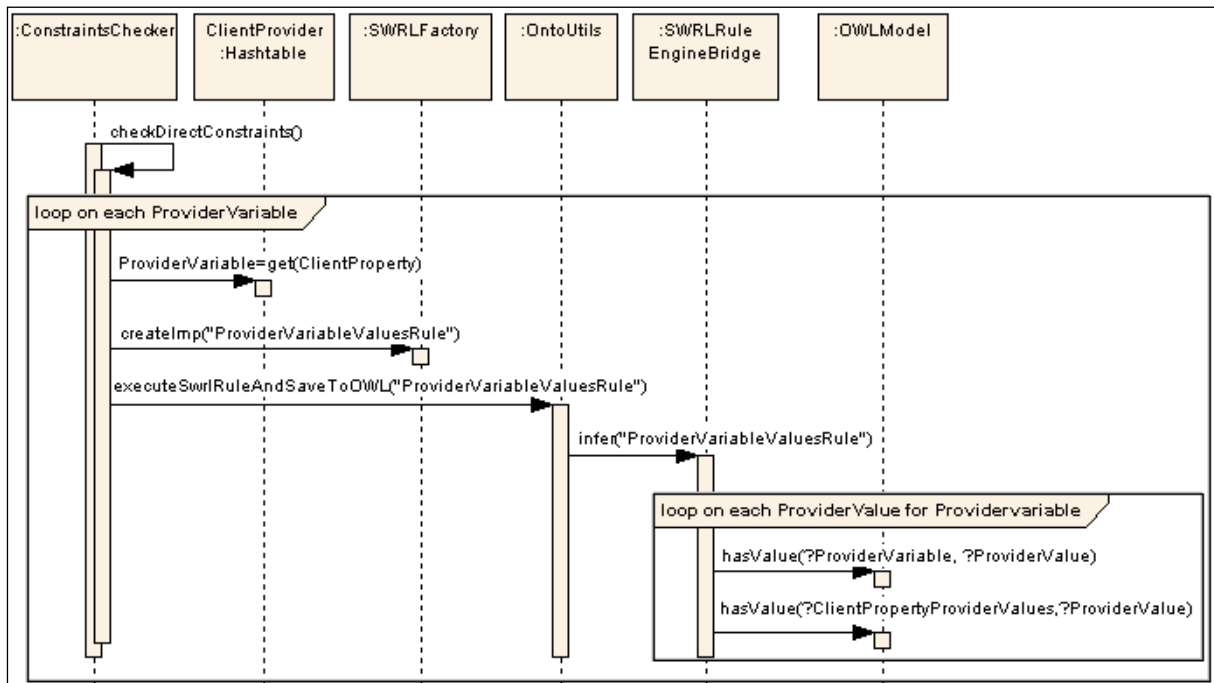 :ConstraintsChecker
ClientProvider
:Hashtable
:SWRLFactory
:OntoUtils
:SWRLRule
EngineBridge
:OWLModel
checkDirectConstraints()
loop on each ProviderVariable
ProviderVariable=get(ClientProperty)
createImp("ProviderVariableValuesRule")
executeSwrlRuleAndSaveToOWL("ProviderVariableValuesRule")
infer("ProviderVariableValuesRule")
loop on each ProviderValue for Providervariable
hasValue(?ProviderVariable, ?ProviderValue)
hasValue(?ClientPropertyProviderValues,?ProviderValue)